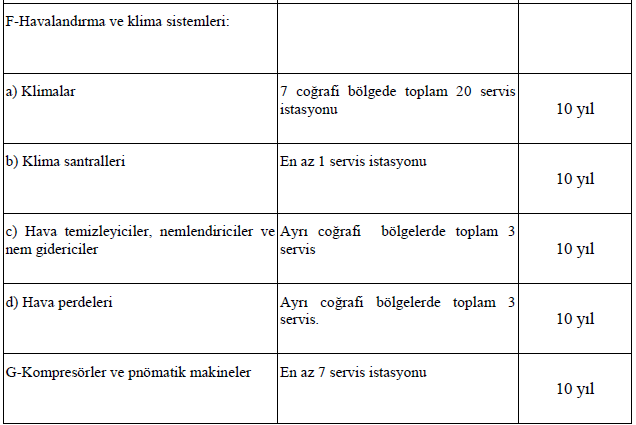 F-Havalandırma ve klima sistemleri:
a) Klimalar
7 coğrafi bölgede toplam 20 servis
istasyonu
10 yıl
b) Klima santralleri
En az 1 servis istasyonu
10 yıl
c) Hava temizleyiciler, nemlendiriciler ve
nem gidericiler
Ayrı coğrafi bölgelerde toplam 3
servis
10 yıl
d) Hava perdeleri
Ayrı coğrafi bölgelerde toplam 3
servis.
10 yıl
G-Kompresörler ve pnömatik makineler
En az 7 servis istasyonu
10 yıl